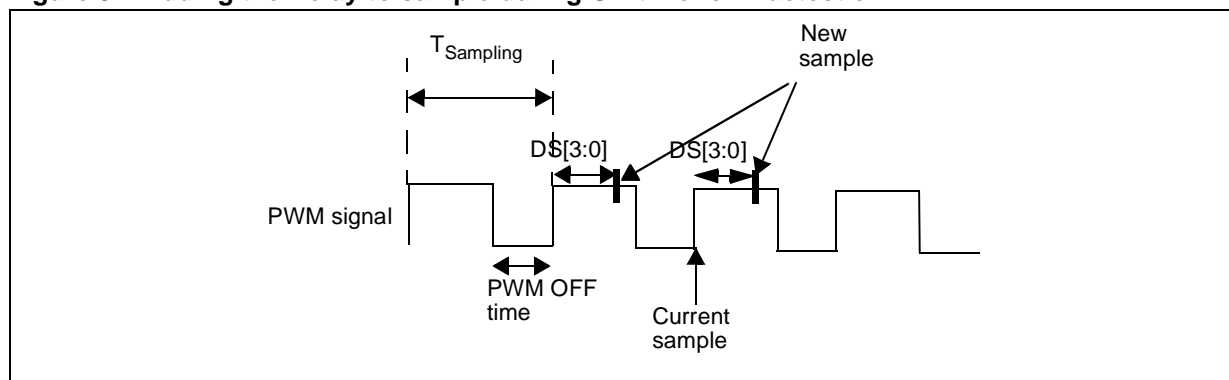 New
sample
TSampling
DS[3:0]
DS[3:0]
PWM signal
PWM OFF
time
Current
sample